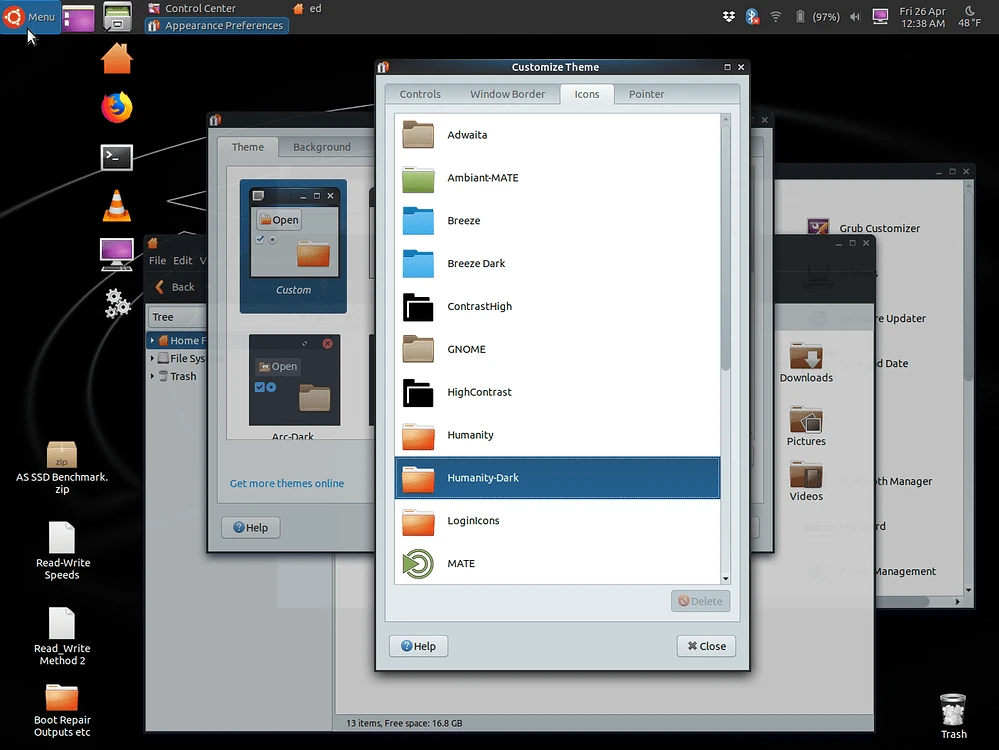 Menu
Control Center
ed
Appearance Preferences
(97%)
Fri 26 Apr
12:38 AM
48 °F
Customize Theme
Controls
Window Border
Icons
Pointer
Adwaita
Ambiant-MATE
Breeze
Breeze Dark
ContrastHigh
GNOME
HighContrast
Humanity
Humanity-Dark
LoginIcons
MATE
Delete
Help
Close
Theme
Background
Open
Custom
Open
Arc-Dark
Get more themes online
Help
File
Edit
Back
Tree
Home F
File Sys
Trash
Grub Customizer
Updater
and Date
Downloads
Pictures
Manager
Videos
Management
13 items, Free space: 16.8 GB
zip
AS SSD Benchmark.
zip
Read-Write
Speeds
Read_Write
Method 2
Boot Repair
Outputs etc
Trash